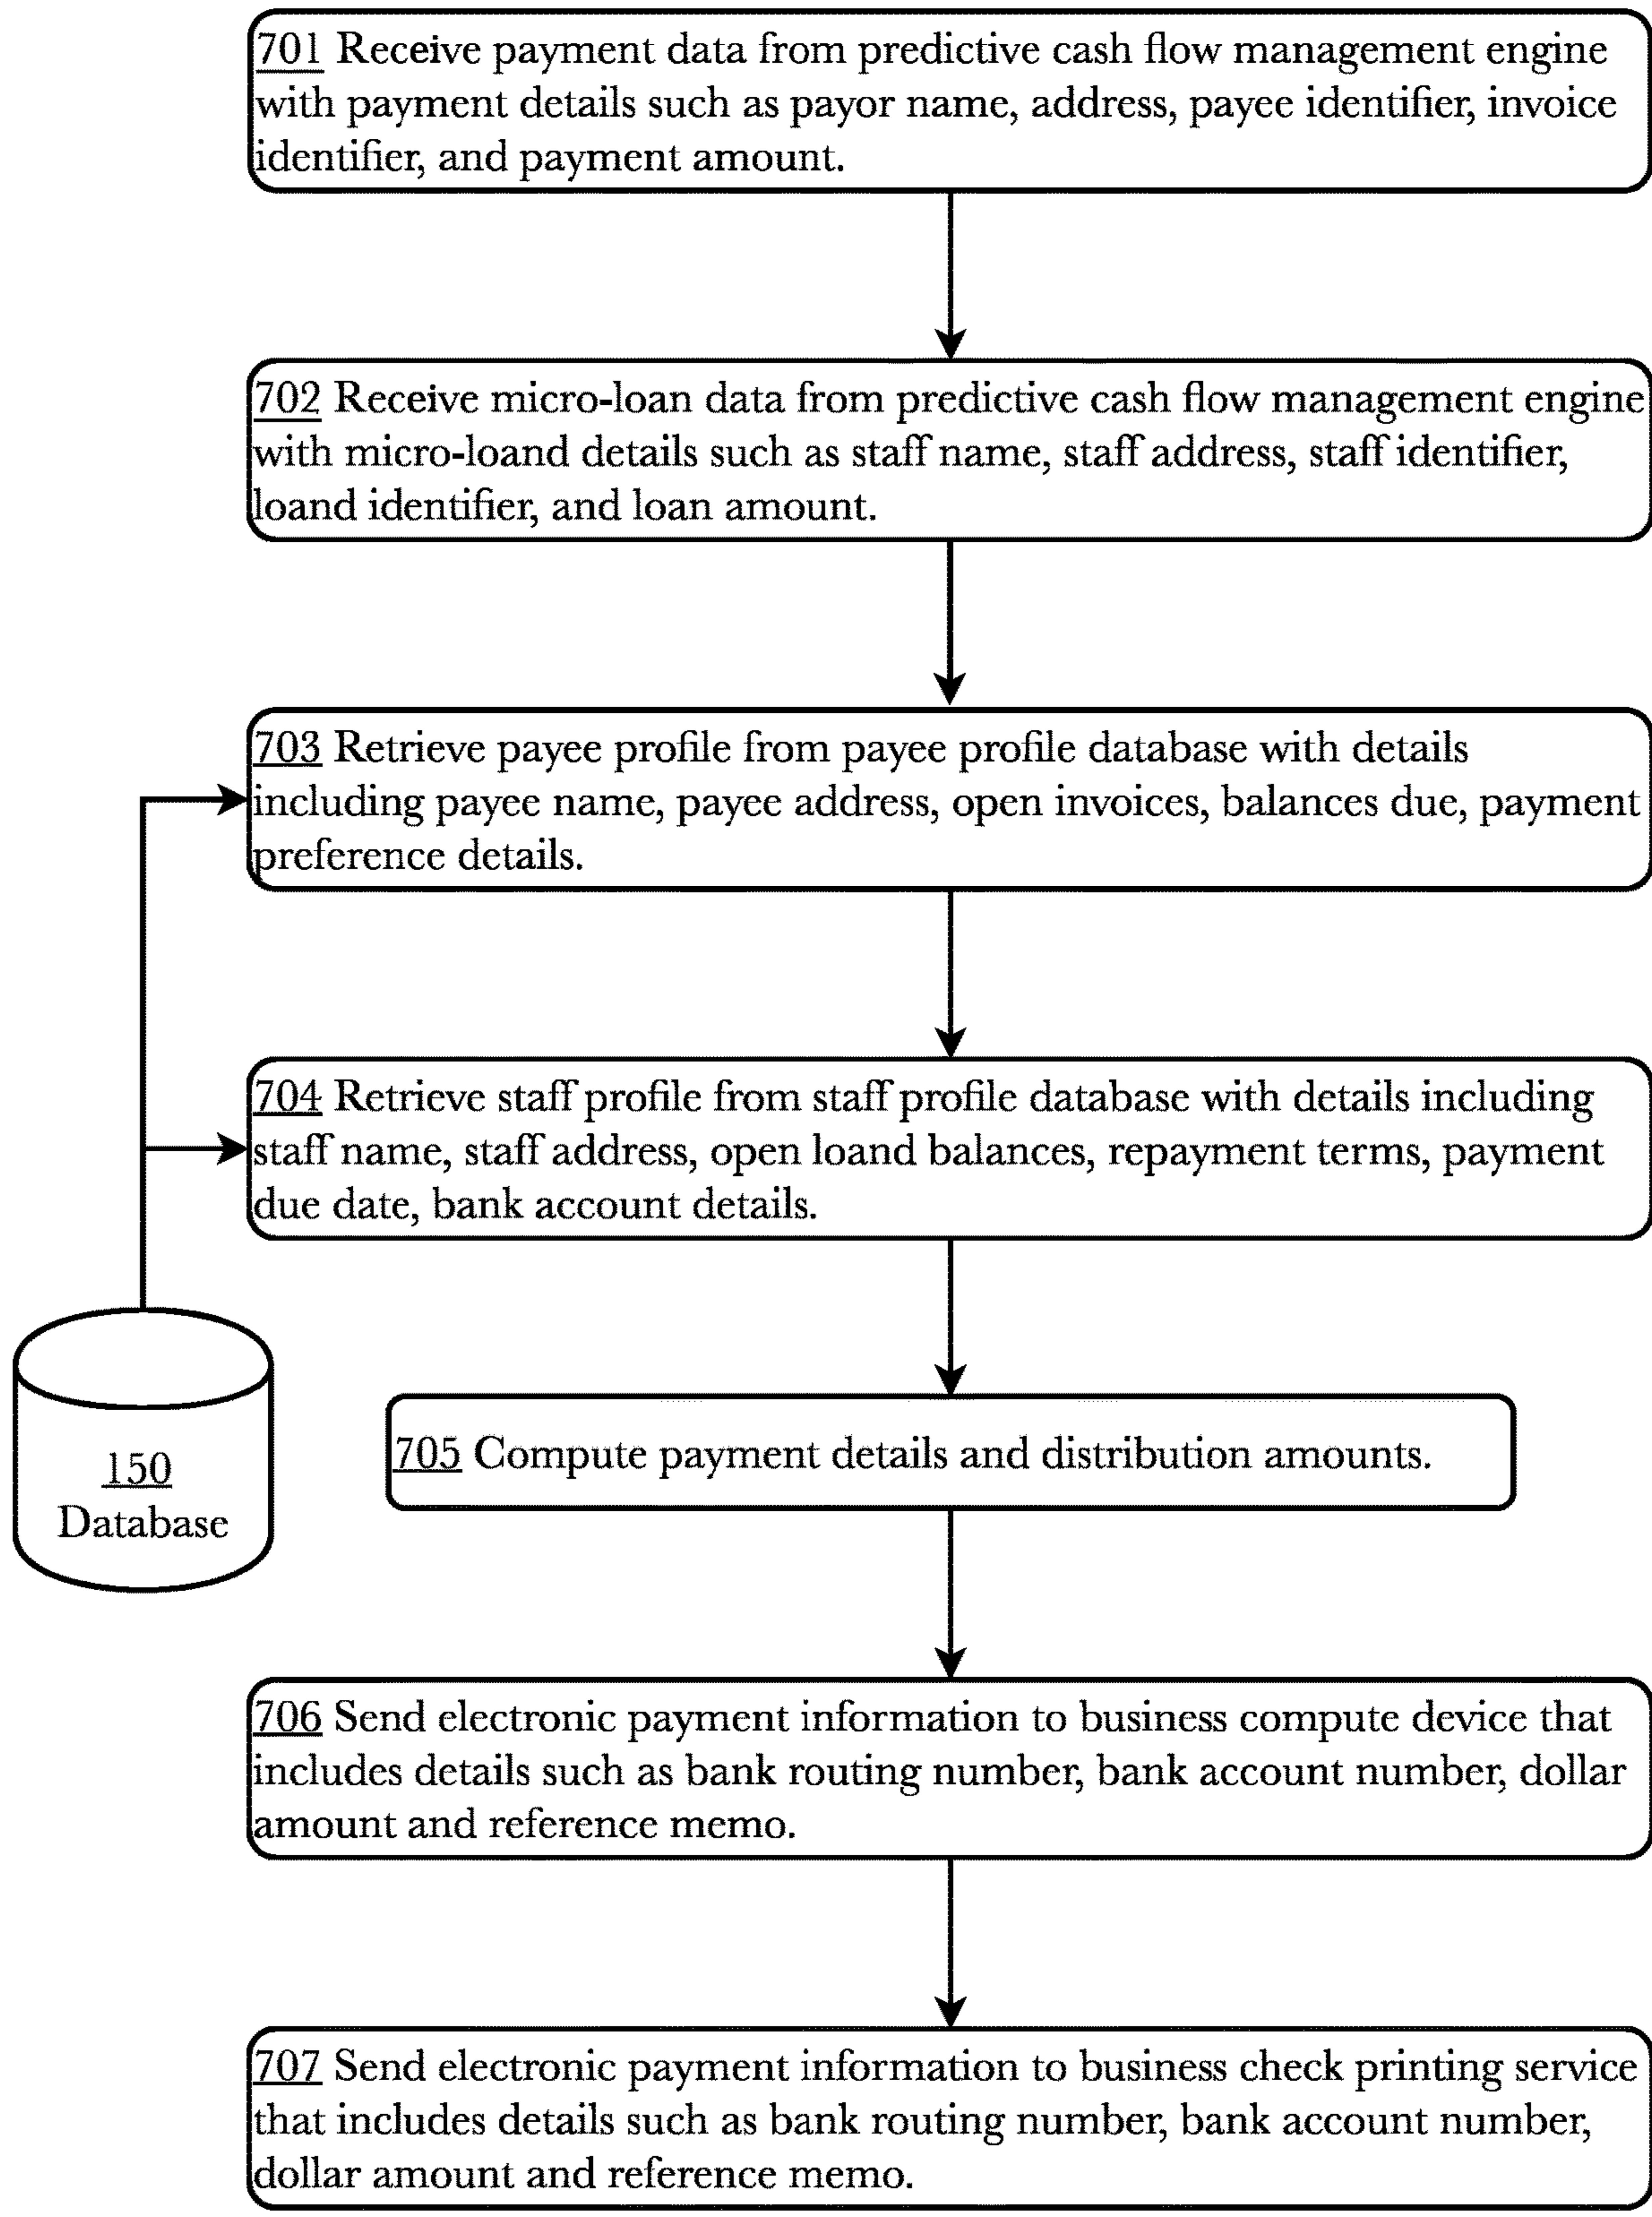 701 Receive payment data from predictive cash flow management engine
with payment details such as payor name, address, payee identifier, invoice
identifier, and payment amount.
702 Receive micro-loan data from predictive cash flow management engine
with micro-loand details such as staff name, staff address, staff identifier,
loand identifier, and loan amount.
703 Retrieve payee profile from payee profile database with details
including payee name, payee address, open invoices, balances due, payment
preference details.
704 Retrieve staff profile from staff profile database with details including
staff name, staff address, open loand balances, repayment terms, payment
due date, bank account details.
150
Database
705 Compute payment details and distribution amounts.
706 Send electronic payment information to business compute device that
includes details such as bank routing number, bank account number, dollar
amount and reference memo.
707 Send electronic payment information to business check printing service
that includes details such as bank routing number, bank account number,
dollar amount and reference memo.